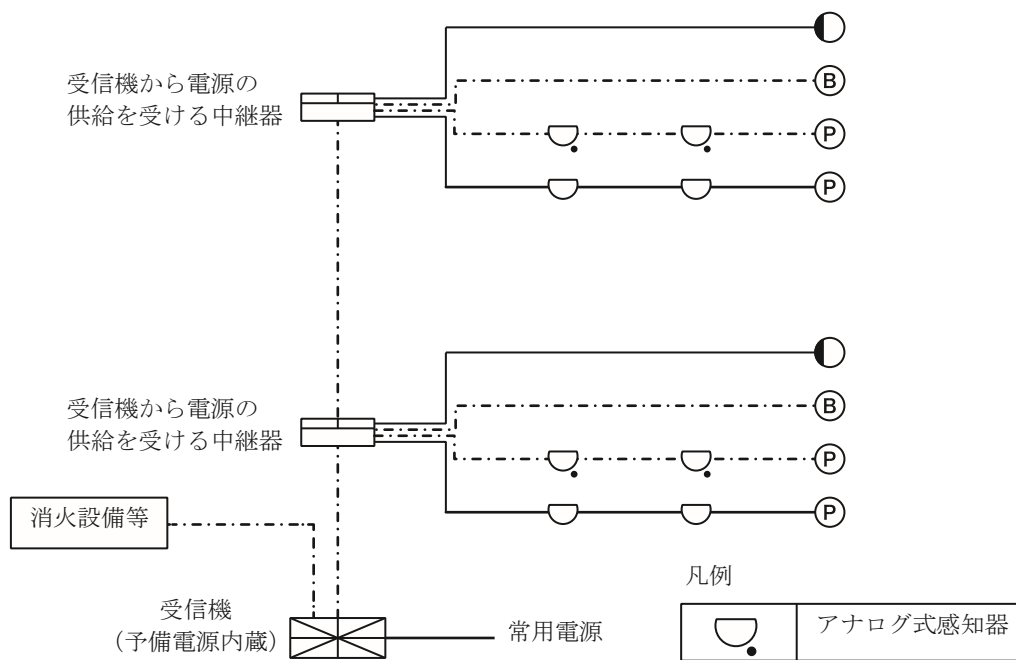 受信機から電源の
供給を受ける中継器
B
P
P
受信機から電源の
供給を受ける中継器
B
P
P
消火設備等
受信機
（予備電源内蔵）
常用電源
凡例
アナログ式感知器